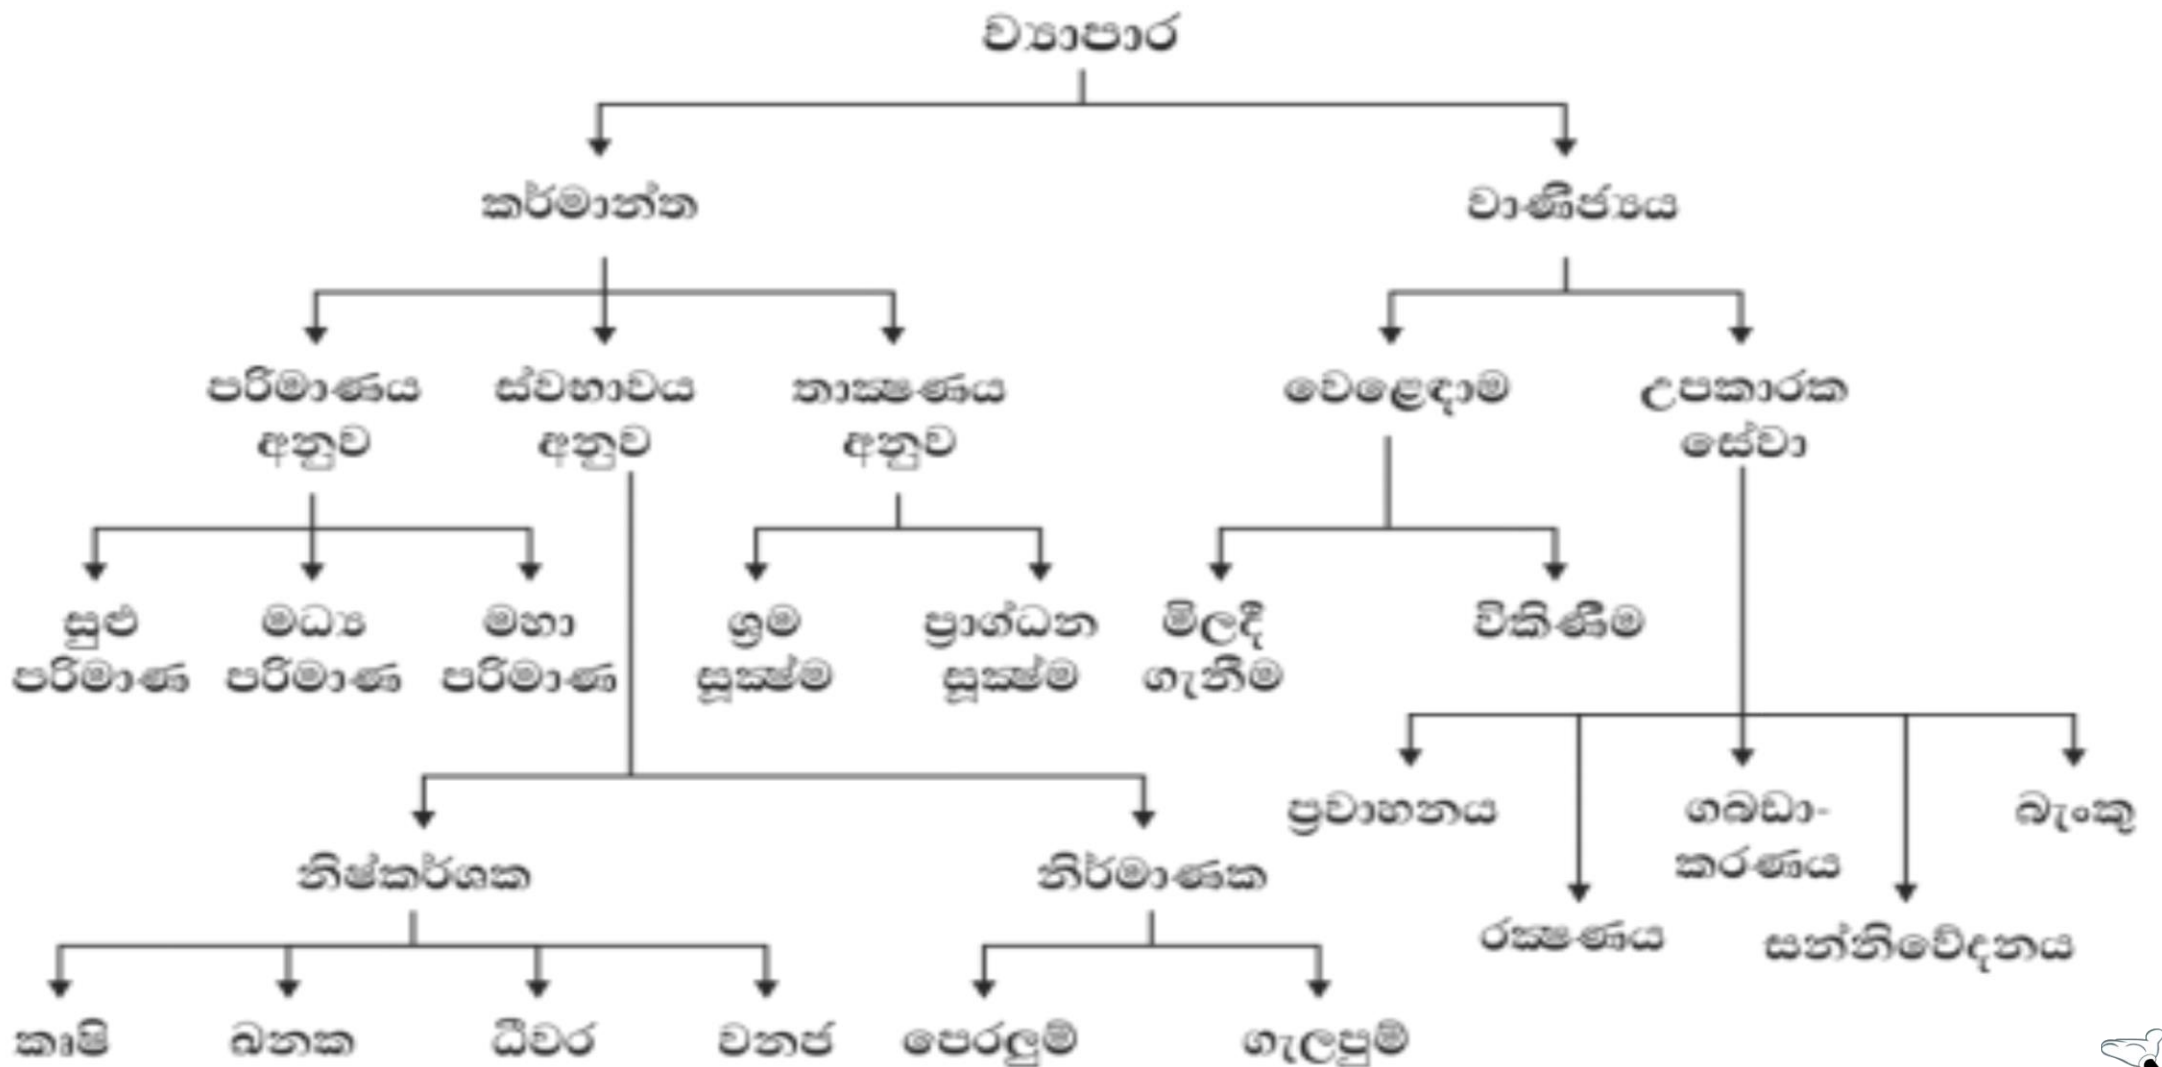 ව්‍යාපාර
කර්මාන්ත
වාණිජ්‍යය
පරිමාණය
අනුව
ස්වභාවය
අනුව
තාක්‍ෂණය
අනුව
වෙළෙඳාම
උපකාරක
සේවා
සුළු
පරිමාණ
මධ්‍ය
පරිමාණ
මහා
පරිමාණ
ශ්‍රම
සූක්‍ෂ්ම
ප්‍රාග්ධන
සූක්‍ෂ්ම
මිලදී
ගැනීම
විකිණීම
ප්‍රවාහනය
රක්‍ෂණය
ගබඩා-
කරණය
සන්නිවේදනය
බැංකු
නිෂ්කර්ශක
නිර්මාණක
කෘෂි
ඛනක
ධීවර
වනජ
පෙරලුම්
ගැලපුම්